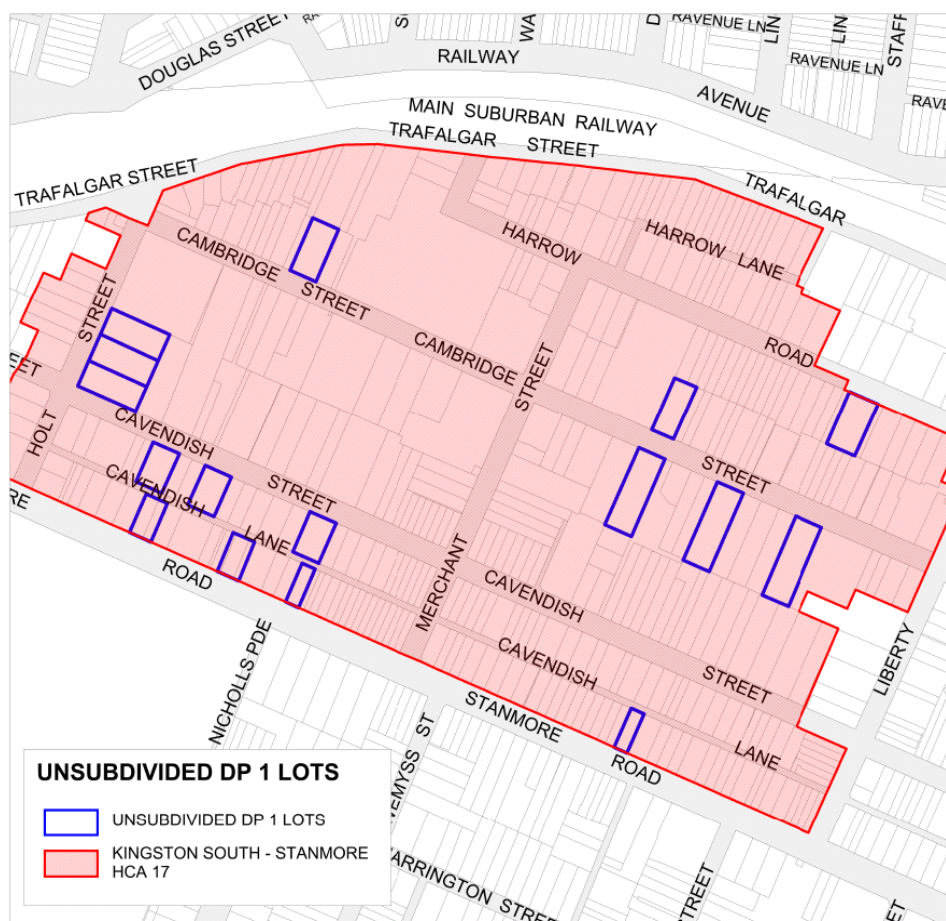 RAVENUE LN
DOUGLAS STREET
RAILWAY
RAVENUE LN
AVENUE
MAIN SUBURBAN RAILWAY
TRAFALGAR STREET
TRAFALGAR STREET
TRAFALGAR
HARROW LANE
HARROW
ROAD
CAMBRIDGE
STREET
CAMBRIDGE
STREET
STREET
STREET
HOLT
CAVENDISH
STREET
CAVENDISH
LANE
MERCHANT
CAVENDISH
STREET
CAVENDISH
LANE
ROAD
STANMORE
ROAD
LIBERTY
NICHOLLS PDE
STREET
UNSUBDIVIDED DP 1 LOTS
UNSUBDIVIDED DP 1 LOTS
KINGSTON SOUTH - STANMORE
HCA 17